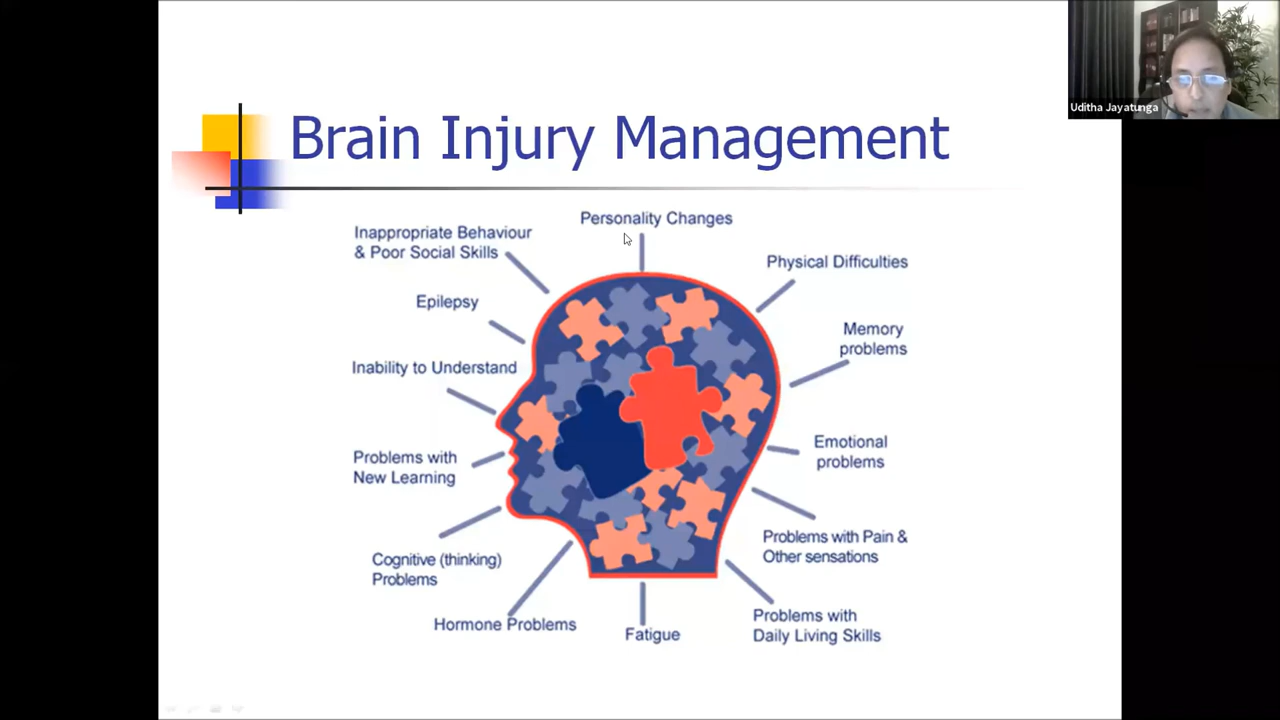 Uditha Jayatunga
Brain Injury Management
Personality Changes
Inappropriate Behaviour
& Poor Social Skills
Physical Difficulties
Epilepsy
Memory
problems
Inability to Understand
Emotional
problems
Problems with
New Learning
Problems with Pain &
Other sensations
Cognitive (thinking)
Problems
Hormone Problems
Fatigue
Problems with
Daily Living Skills